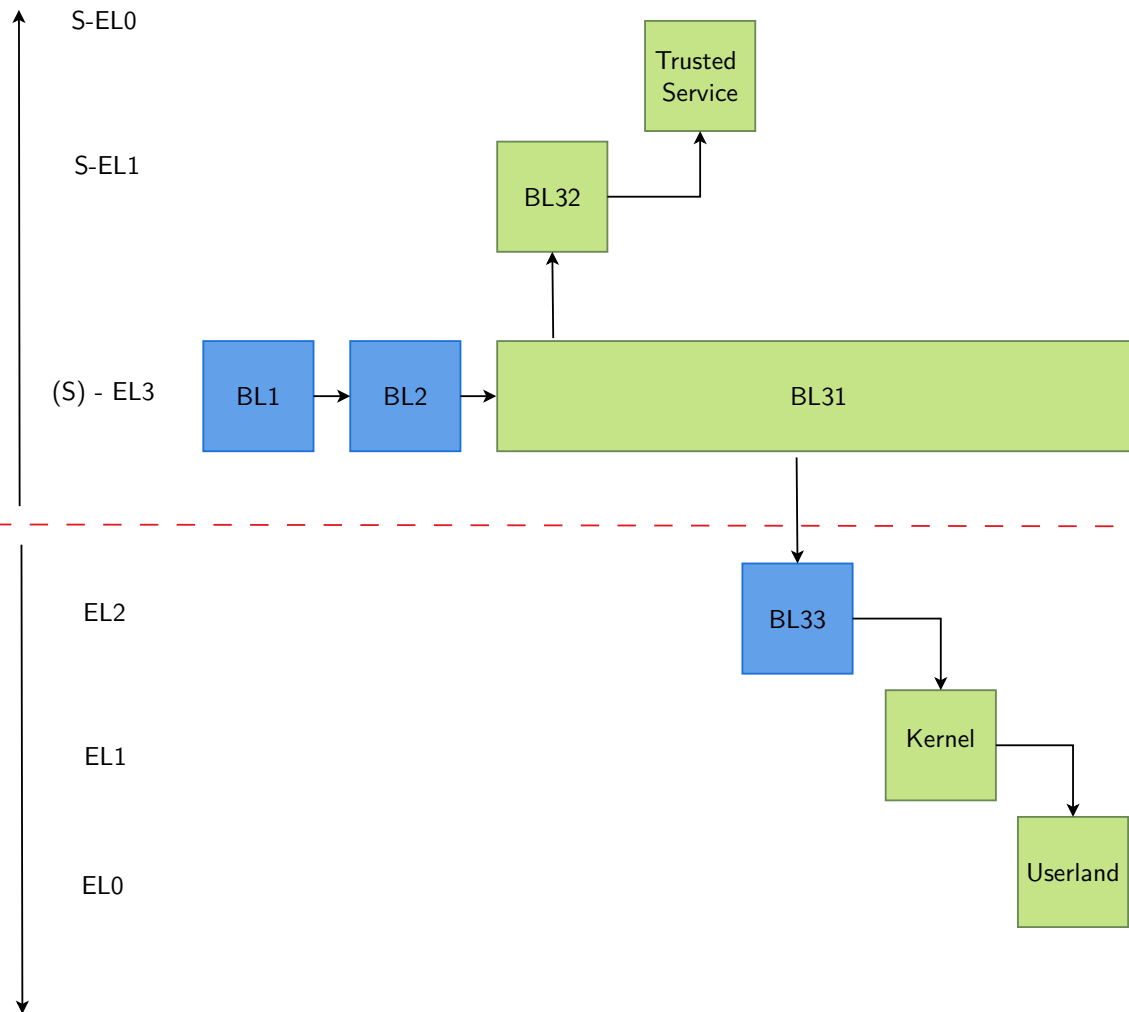 S-EL0
Trusted
Service
S-EL1
BL32
(S) - EL3
BL1
BL2
BL31
EL2
BL33
EL1
Kernel
EL0
Userland